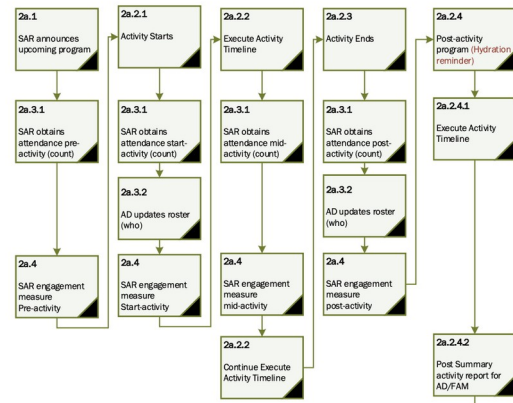 2a.1
SAR announces
upcoming program
2a.3.1
SAR obtains
attendance pre-
activity (count)
2a.4
SAR engagement
measure
Pre-activity
2a.2.1
Activity Starts
2a.3.1
SAR obtains
attendance start-
activity (count)
2a.3.2
AD updates roster
(who)
2a.4
SAR engagement
measure
Start-activity
2a.2.2
Execute Activity
Timeline
2a.3.1
SAR obtains
attendance mid-
activity (count)
2a.4
SAR engagement
measure
mid-activity
2a.2.2
Continue Execute
Activity Timeline
2a.2.3
Activity Ends
2a.3.1
SAR obtains
attendance post-
activity (count)
2a.3.2
AD updates roster
(who)
2a.4
SAR engagement
measure
post-activity
2a.2.4
Post-activity
program (Hydration
reminder)
2a.2.4.1
Execute Activity
Timeline
2a.2.4.2
Post Summary
activity report for
AD/FAM